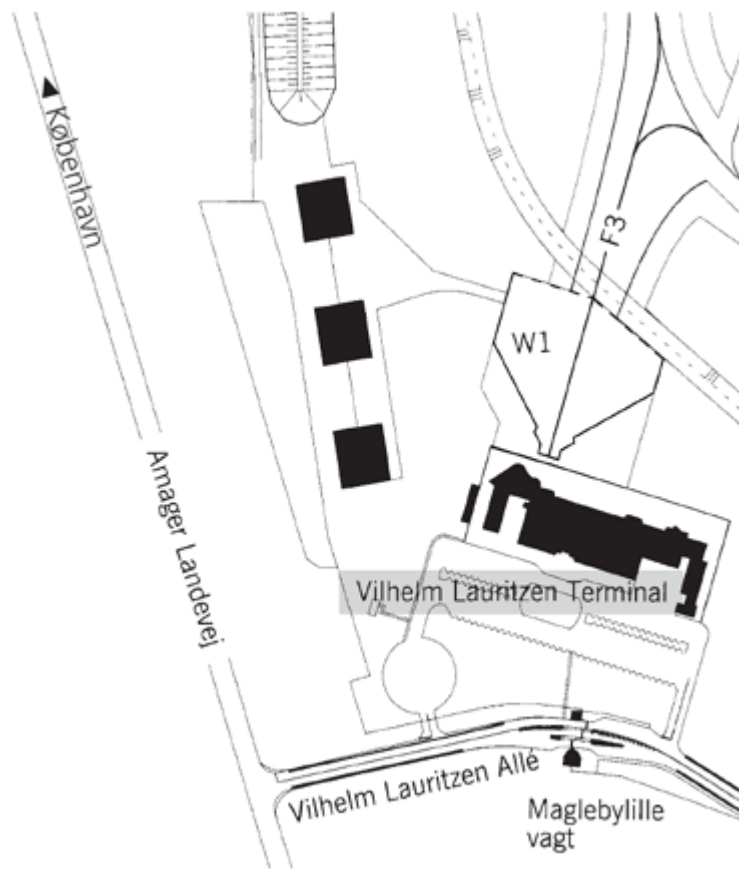 København
F3
W1
Amager Landevej
Vilhelm Lauritzen Terminal
Vilhelm Lauritzen Allé
Maglebylille
vagt